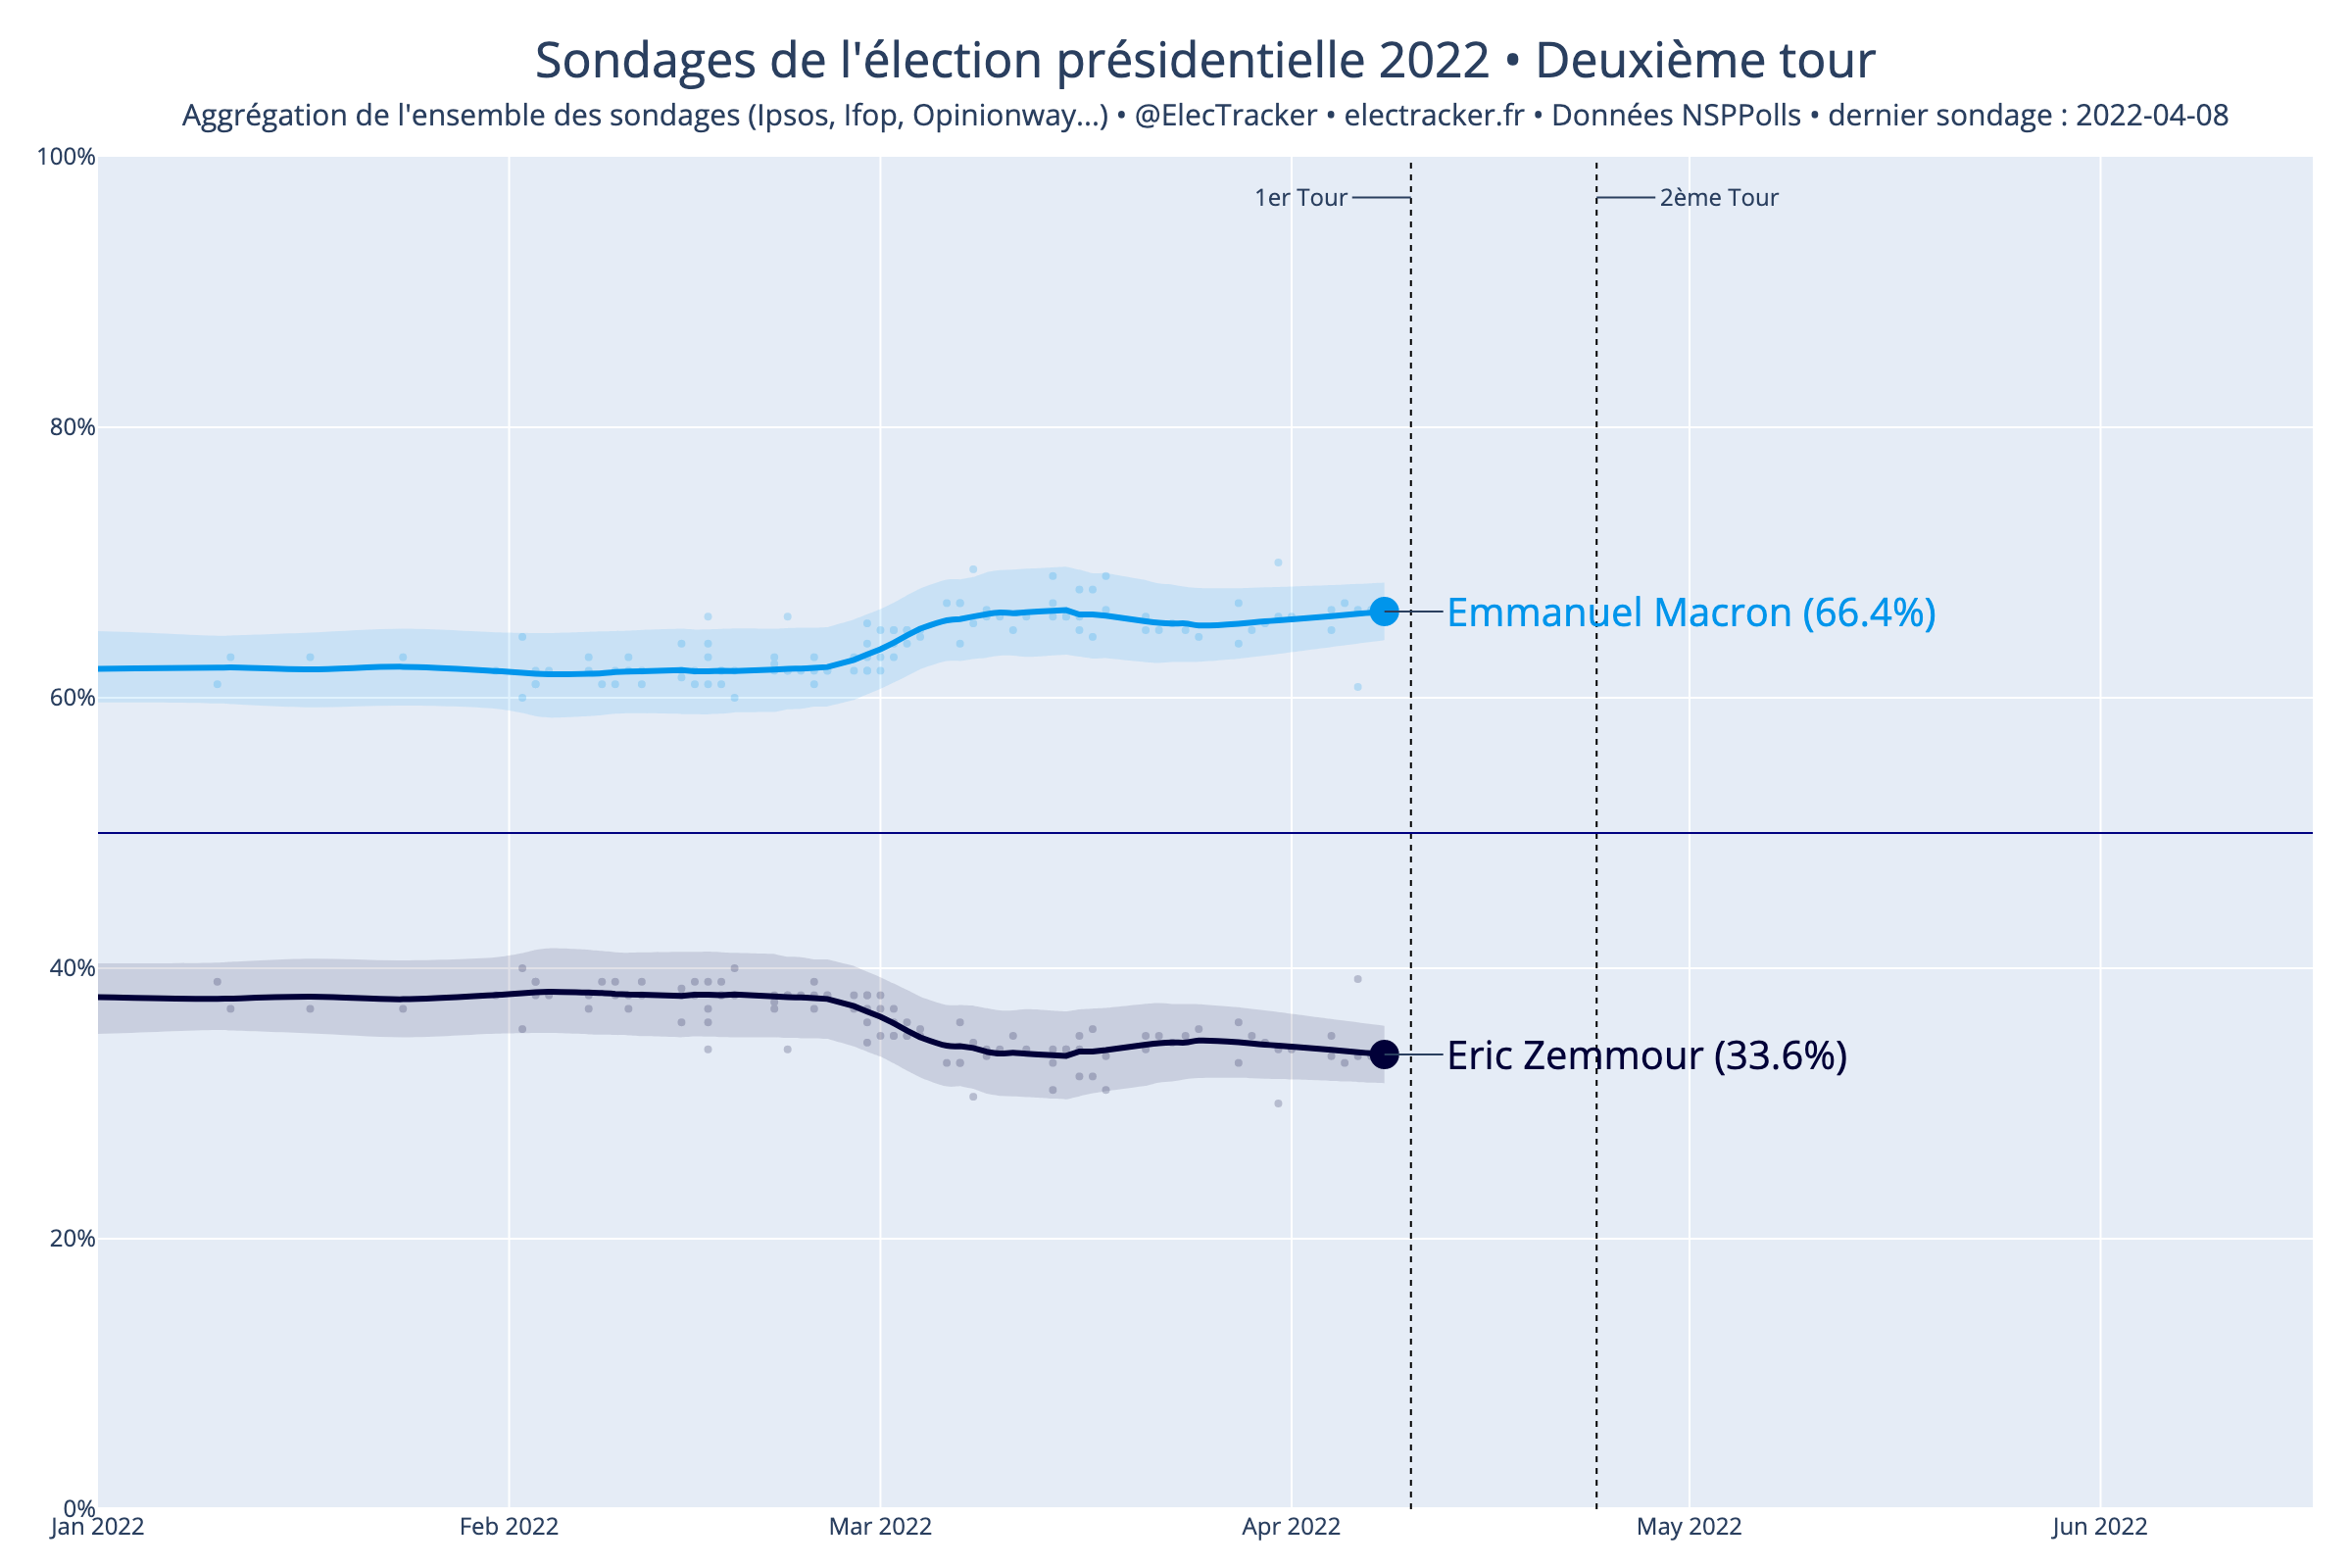 Sondages de l'élection présidentielle 2022 • Deuxième tour
Aggrégation de l'ensemble des sondages (Ipsos, Ifop, Opinionway...) • @ElecTracker • electracker.fr • Données NSPPolls • dernier sondage : 2022-04-08
100%
1er Tour
2ème Tour
80%
Emmanuel Macron (66.4%)
60%
40%
Eric Zemmour (33.6%)
20%
0%
Jan 2022
Feb 2022
Mar 2022
Apr 2022
May 2022
Jun 2022